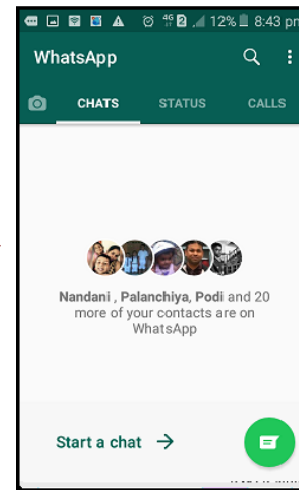 12% 8:43 pm
WhatsApp
CHATS STATUS CALLS
Nandani , Palanchiya, Podi and 20
more of your contacts are on
WhatsApp
Start a chat →